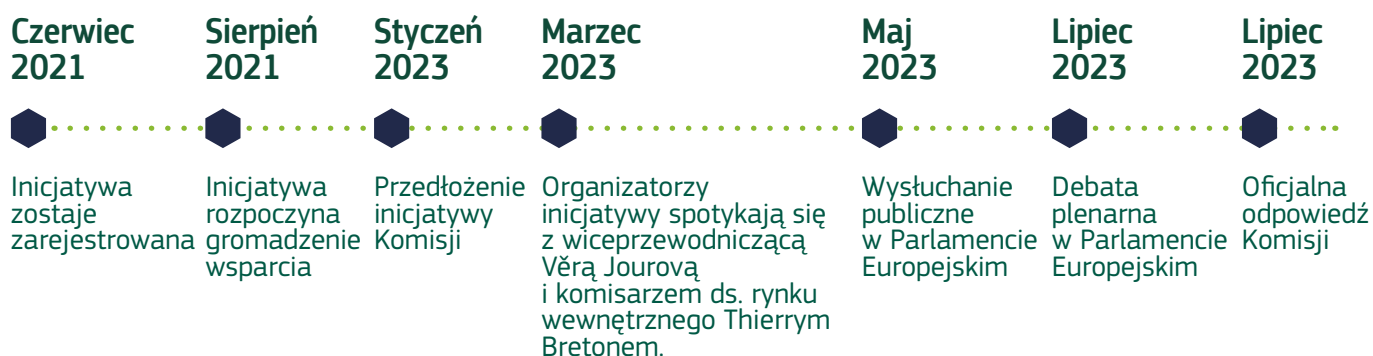 Czerwiec
2021
Inicjatywa
zostaje
zarejestrowana
Sierpień
2021
Inicjatywa
rozpoczyna
gromadzenie
wsparcia
Styczeń
2023
Przedłożenie
inicjatywy
Komisji
Marzec
2023
Organizatorzy
inicjatywy spotykają się
z wiceprzewodniczącą
Věrą Jourovą
i komisarzem ds. rynku
wewnętrznego Thierrym
Bretonem.
Maj
2023
Wysłuchanie
publiczne
w Parlamencie
Europejskim
Lipiec
2023
Debata
plenarna
w Parlamencie
Europejskim
Lipiec
2023
Oficjalna
odpowiedź
Komisji